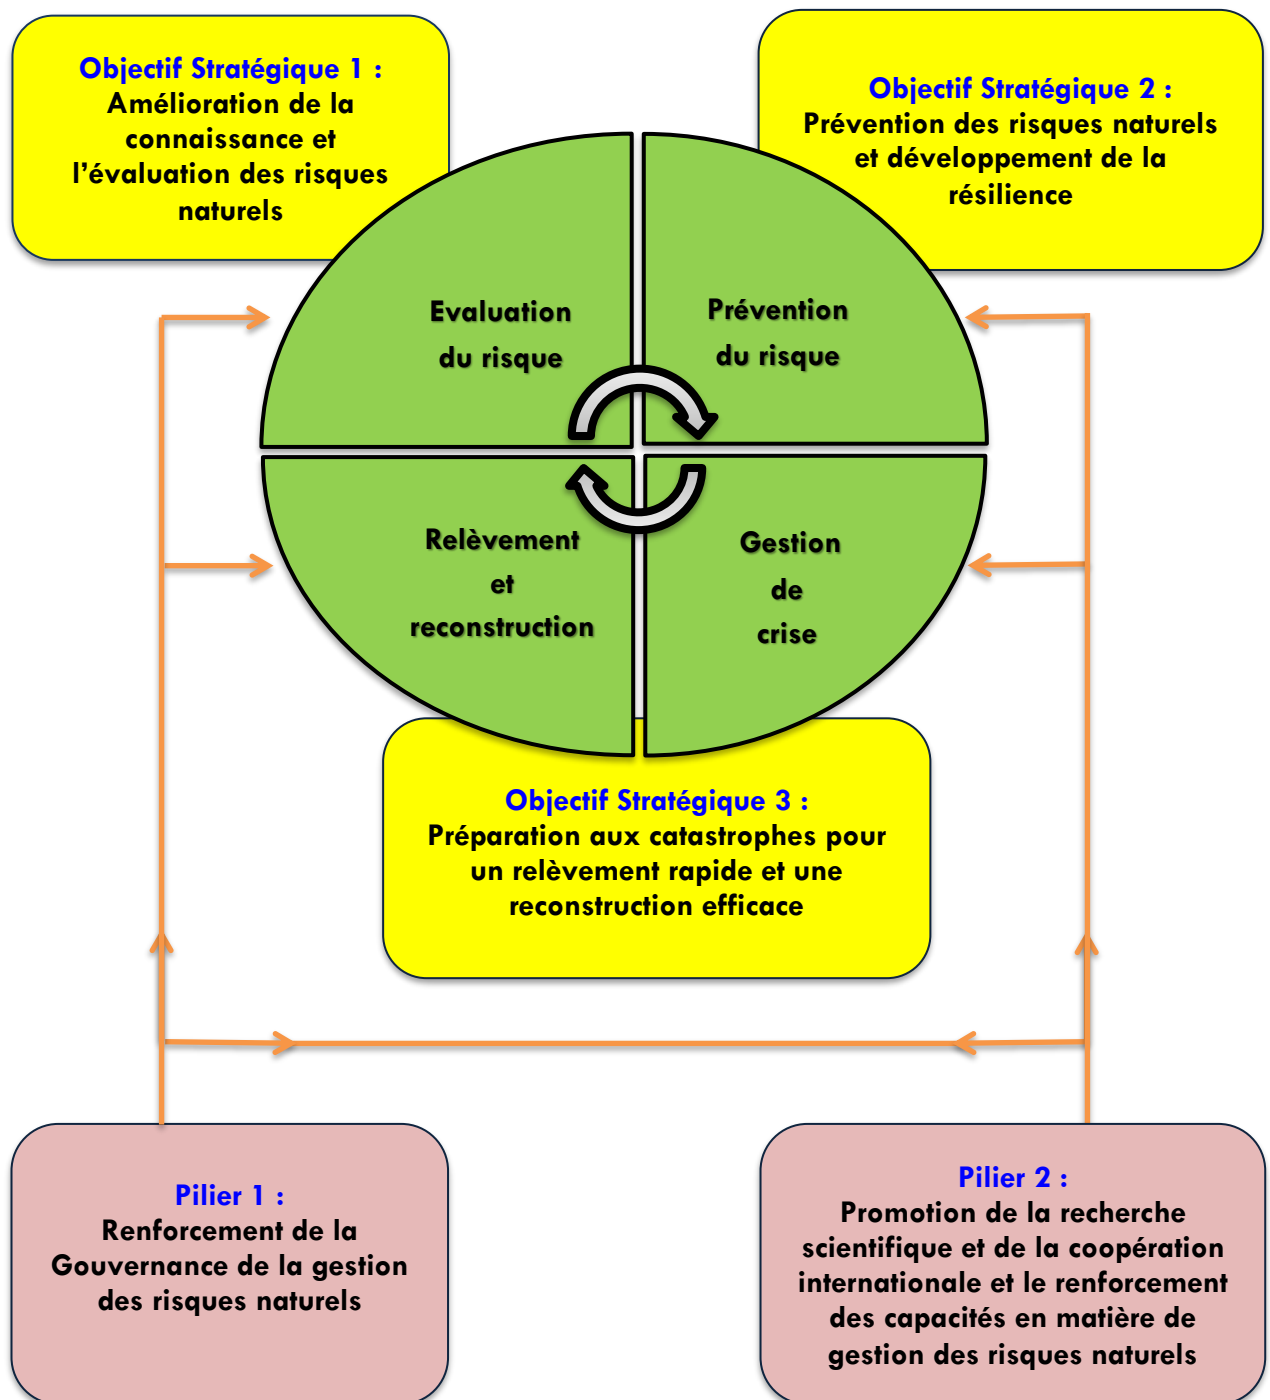 Objectif Stratégique 1 :
Amélioration de la
connaissance et
l’évaluation des risques
naturels
Objectif Stratégique 2 :
Prévention des risques naturels
et développement de la
résilience
Evaluation
du risque
Prévention
du risque
Relèvement
et
reconstruction
Gestion
de
crise
Objectif Stratégique 3 :
Préparation aux catastrophes pour
un relèvement rapide et une
reconstruction efficace
Pilier 1 :
Renforcement de la
Gouvernance de la gestion
des risques naturels
Pilier 2 :
Promotion de la recherche
scientifique et de la coopération
internationale et le renforcement
des capacités en matière de
gestion des risques naturels